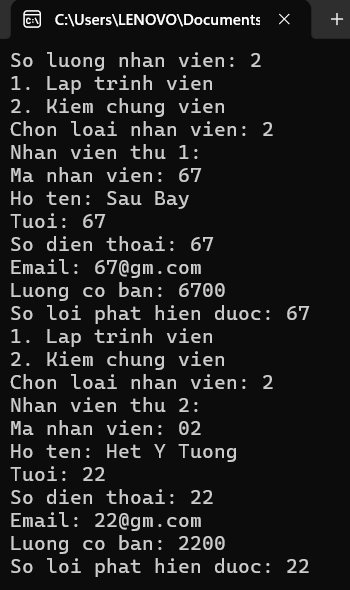 C:\Users\LENOVO\Documents
So luong nhan vien: 2
1. Lap trinh vien
2. Kiem chung vien
Chon loai nhan vien: 2
Nhan vien thu 1:
Ma nhan vien: 67
Ho ten: Sau Bay
Tuoi: 67
So dien thoai: 67
Email: 67@gm.com
Luong co ban: 6700
So loi phat hien duoc: 67
1. Lap trinh vien
2. Kiem chung vien
Chon loai nhan vien: 2
Nhan vien thu 2:
Ma nhan vien: 02
Ho ten: Het Y Tuong
Tuoi: 22
So dien thoai: 22
Email: 22@gm.com
Luong co ban: 2200
So loi phat hien duoc: 22